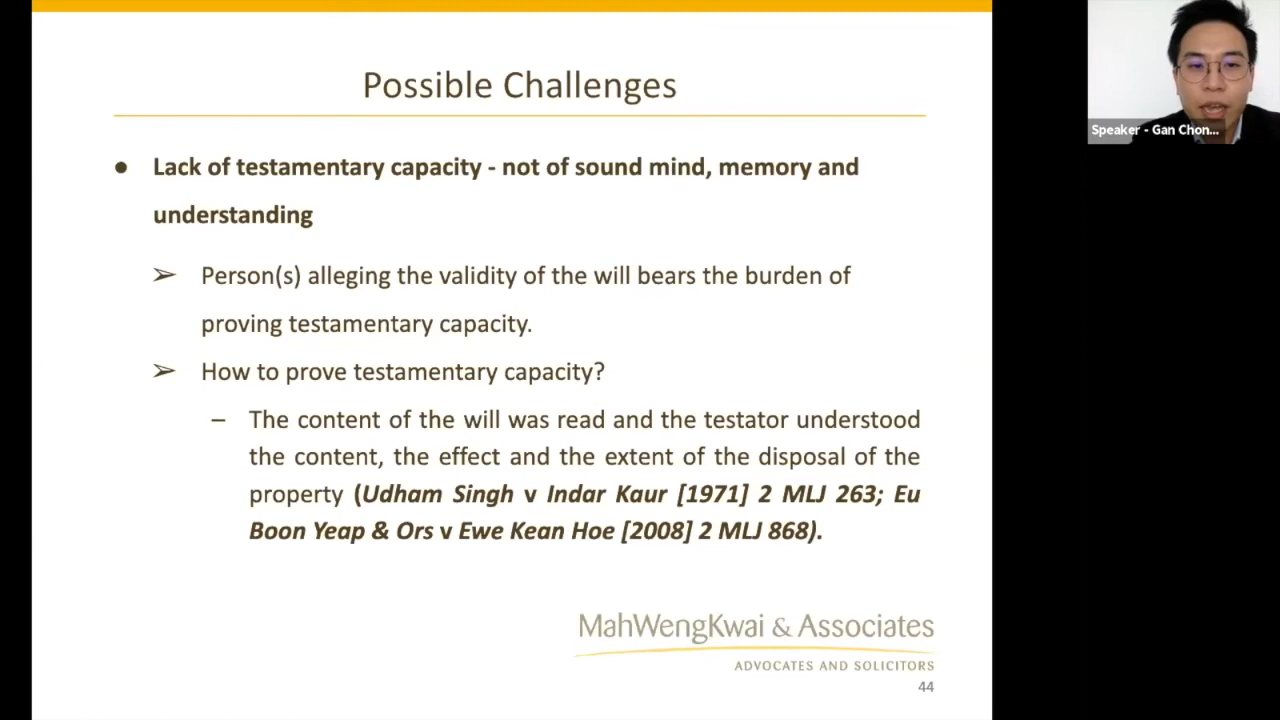 Possible Challenges
Speaker - Gan Chon...
● Lack of testamentary capacity - not of sound mind, memory and
understanding
➢ Person(s) alleging the validity of the will bears the burden of
proving testamentary capacity.
➢ How to prove testamentary capacity?
– The content of the will was read and the testator understood
the content, the effect and the extent of the disposal of the
property (Udham Singh v Indar Kaur [1971] 2 MLJ 263; Eu
Boon Yeap & Ors v Ewe Kean Hoe [2008] 2 MLJ 868).
MahWengKwai & Associates
ADVOCATES AND SOLICITORS
44